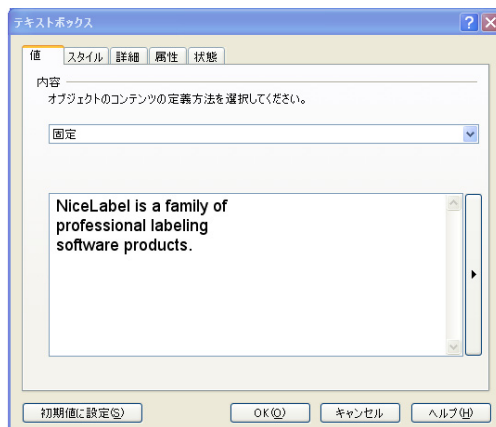 テキストボックス
値 スタイル 詳細 属性 状態
内容
オブジェクトのコンテンツの定義方法を選択してください。
固定
NiceLabel is a family of
professional labeling
software products.
初期値に設定(S) OK(O) キャンセル ヘルプ(H)